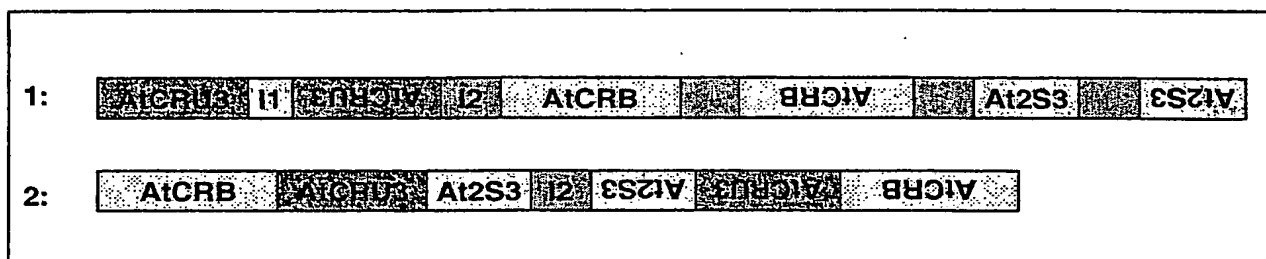 1: AtCRU3 I1 AtCRU3 I2 AtCRB AtCRB At2S3 At2S3
2: AtCRB AtCRU3 At2S3 I2 At2S3 AtCRU3 AtCRB